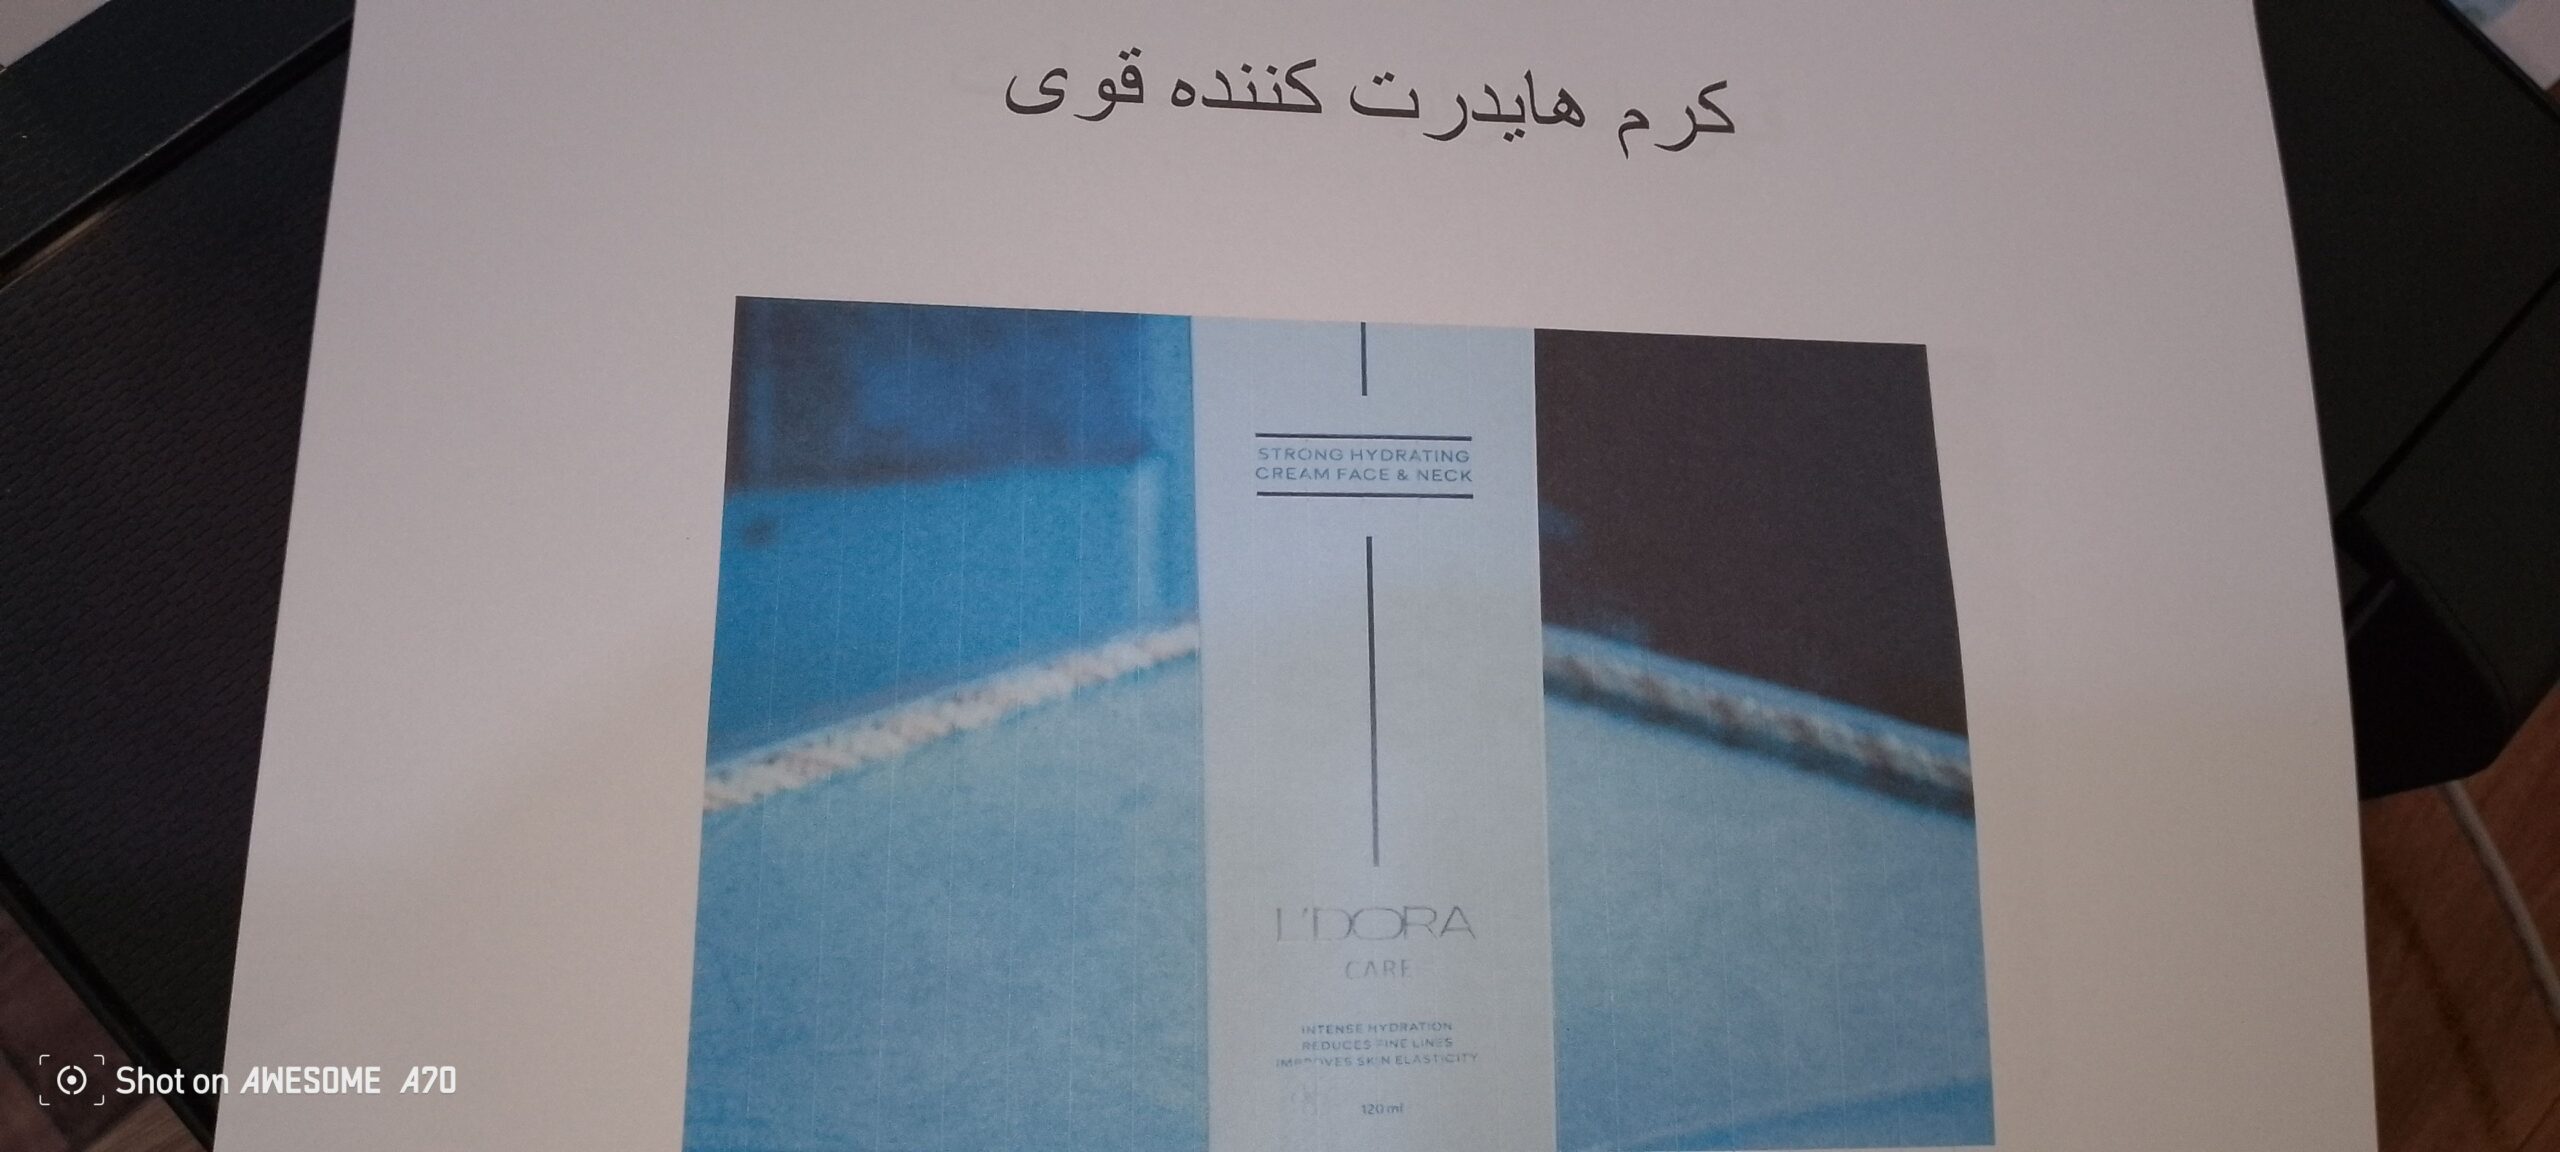 کرم هایدرت کننده قوی
STRONG HYDRATING
CREAM FACE & NECK
L'DORA
CARE
INTENSE HYDRATION
REDUCES FINE LINES
IMPROVES SKIN ELASTICITY
120 ml
Shot on AWESOME A70